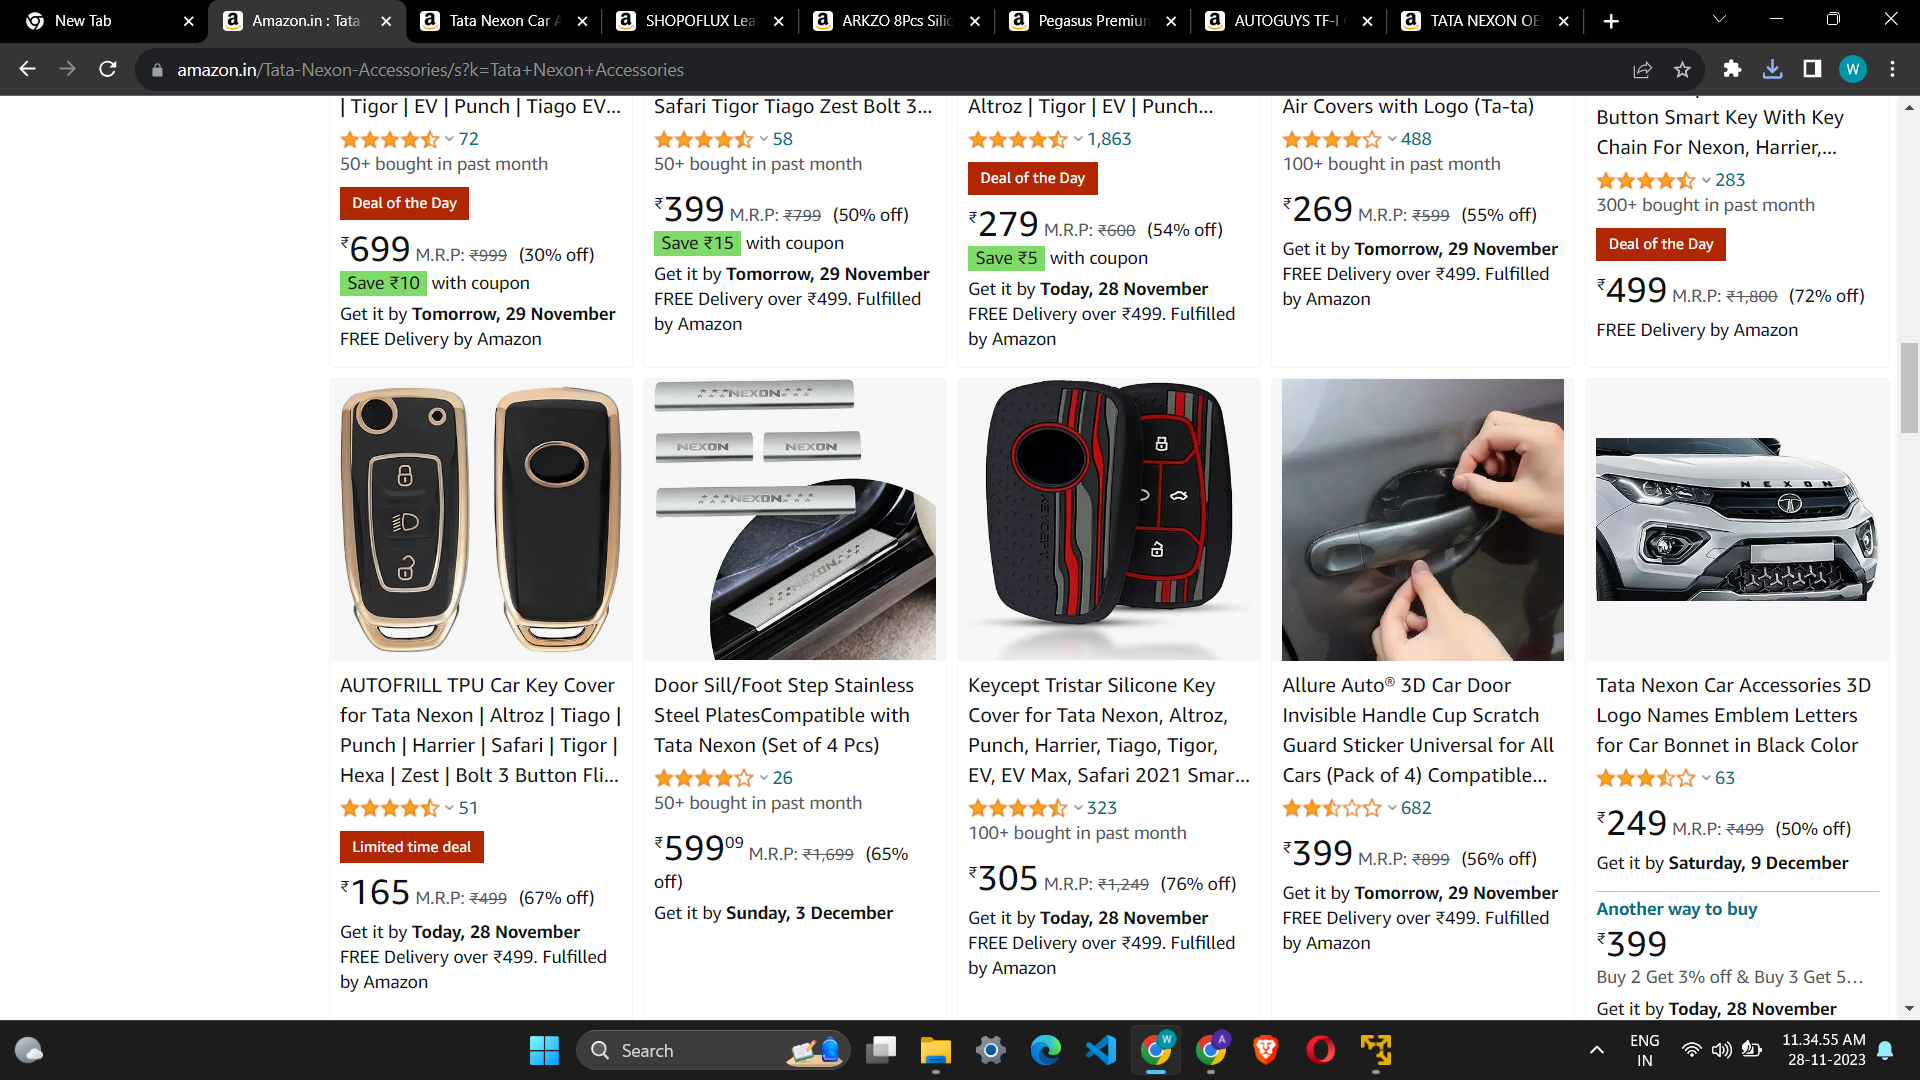 New Tab
Amazon.in : Tata
Tata Nexon Car A
SHOPOFLUX Lea
ARKZO 8Pcs Silic
Pegasus Premium
AUTOGUYS TF-I
TATA NEXON OE
amazon.in/Tata-Nexon-Accessories/s?k=Tata+Nexon+Accessories
W
| Tigor | EV | Punch | Tiago EV...
72
50+ bought in past month
Deal of the Day
₹699 M.R.P: ₹999 (30% off)
Save ₹10 with coupon
Get it by Tomorrow, 29 November
FREE Delivery by Amazon
Safari Tigor Tiago Zest Bolt 3...
58
50+ bought in past month
₹399 M.R.P: ₹799 (50% off)
Save ₹15 with coupon
Get it by Tomorrow, 29 November
FREE Delivery over ₹499. Fulfilled
by Amazon
Altroz | Tigor | EV | Punch...
1,863
Deal of the Day
₹279 M.R.P: ₹600 (54% off)
Save ₹5 with coupon
Get it by Today, 28 November
FREE Delivery over ₹499. Fulfilled
by Amazon
Air Covers with Logo (Ta-ta)
488
100+ bought in past month
₹269 M.R.P: ₹599 (55% off)
Get it by Tomorrow, 29 November
FREE Delivery over ₹499. Fulfilled
by Amazon
Button Smart Key With Key
Chain For Nexon, Harrier,...
283
300+ bought in past month
Deal of the Day
₹499 M.R.P: ₹1,800 (72% off)
FREE Delivery by Amazon
AUTOFRILL TPU Car Key Cover
for Tata Nexon | Altroz | Tiago |
Punch | Harrier | Safari | Tigor |
Hexa | Zest | Bolt 3 Button Fli...
51
Limited time deal
₹165 M.R.P: ₹499 (67% off)
Get it by Today, 28 November
FREE Delivery over ₹499. Fulfilled
by Amazon
NEXON
NEXON
NEXON
NEXON
NEXON
Door Sill/Foot Step Stainless
Steel PlatesCompatible with
Tata Nexon (Set of 4 Pcs)
26
50+ bought in past month
₹599 09 M.R.P: ₹1,699 (65%
off)
Get it by Sunday, 3 December
KEYCEPT
Keycept Tristar Silicone Key
Cover for Tata Nexon, Altroz,
Punch, Harrier, Tiago, Tigor,
EV, EV Max, Safari 2021 Smar...
323
100+ bought in past month
₹305 M.R.P: ₹1,249 (76% off)
Get it by Today, 28 November
FREE Delivery over ₹499. Fulfilled
by Amazon
Allure Auto® 3D Car Door
Invisible Handle Cup Scratch
Guard Sticker Universal for All
Cars (Pack of 4) Compatible...
682
₹399 M.R.P: ₹899 (56% off)
Get it by Tomorrow, 29 November
FREE Delivery over ₹499. Fulfilled
by Amazon
NEXON
Tata Nexon Car Accessories 3D
Logo Names Emblem Letters
for Car Bonnet in Black Color
63
₹249 M.R.P: ₹499 (50% off)
Get it by Saturday, 9 December
Another way to buy
₹399
Buy 2 Get 3% off & Buy 3 Get 5...
Get it by Today, 28 November
Search
W
A
ENG
IN
11.34.55 AM
28-11-2023